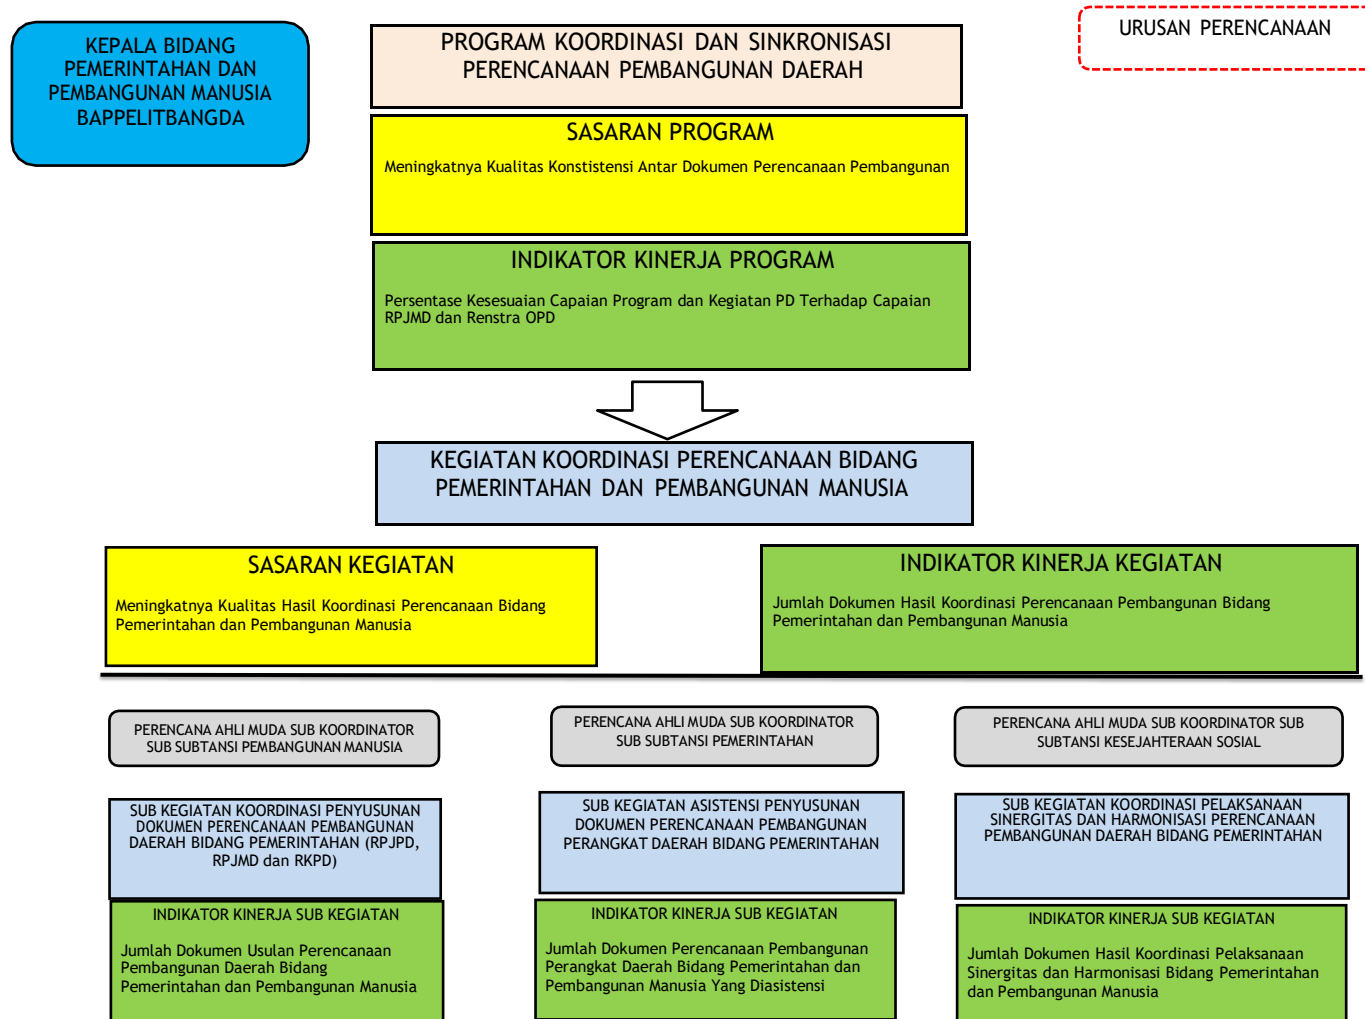 KEPALA BIDANG
PEMERINTAHAN DAN
PEMBANGUNAN MANUSIA
BAPPELITBANGDA
PROGRAM KOORDINASI DAN SINKRONISASI
PERENCANAAN PEMBANGUNAN DAERAH
URUSAN PERENCANAAN
SASARAN PROGRAM
Meningkatnya Kualitas Konstistensi Antar Dokumen Perencanaan Pembangunan
INDIKATOR KINERJA PROGRAM
Persentase Kesesuaian Capaian Program dan Kegiatan PD Terhadap Capaian
RPJMD dan Renstra OPD
KEGIATAN KOORDINASI PERENCANAAN BIDANG
PEMERINTAHAN DAN PEMBANGUNAN MANUSIA
SASARAN KEGIATAN
Meningkatnya Kualitas Hasil Koordinasi Perencanaan Bidang
Pemerintahan dan Pembangunan Manusia
INDIKATOR KINERJA KEGIATAN
Jumlah Dokumen Hasil Koordinasi Perencanaan Pembangunan Bidang
Pemerintahan dan Pembangunan Manusia
PERENCANA AHLI MUDA SUB KOORDINATOR
SUB SUBTANSI PEMBANGUNAN MANUSIA
PERENCANA AHLI MUDA SUB KOORDINATOR
SUB SUBTANSI PEMERINTAHAN
PERENCANA AHLI MUDA SUB KOORDINATOR SUB
SUBTANSI KESEJAHTERAAN SOSIAL
SUB KEGIATAN KOORDINASI PENYUSUNAN
DOKUMEN PERENCANAAN PEMBANGUNAN
DAERAH BIDANG PEMERINTAHAN (RPJPD,
RPJMD dan RKPD)
SUB KEGIATAN ASISTENSI PENYUSUNAN
DOKUMEN PERENCANAAN PEMBANGUNAN
PERANGKAT DAERAH BIDANG PEMERINTAHAN
SUB KEGIATAN KOORDINASI PELAKSANAAN
SINERGITAS DAN HARMONISASI PERENCANAAN
PEMBANGUNAN DAERAH BIDANG PEMERINTAHAN
INDIKATOR KINERJA SUB KEGIATAN
Jumlah Dokumen Usulan Perencanaan
Pembangunan Daerah Bidang
Pemerintahan dan Pembangunan Manusia
INDIKATOR KINERJA SUB KEGIATAN
Jumlah Dokumen Perencanaan Pembangunan
Perangkat Daerah Bidang Pemerintahan dan
Pembangunan Manusia Yang Diasistensi
INDIKATOR KINERJA SUB KEGIATAN
Jumlah Dokumen Hasil Koordinasi Pelaksanaan
Sinergitas dan Harmonisasi Bidang Pemerintahan
dan Pembangunan Manusia